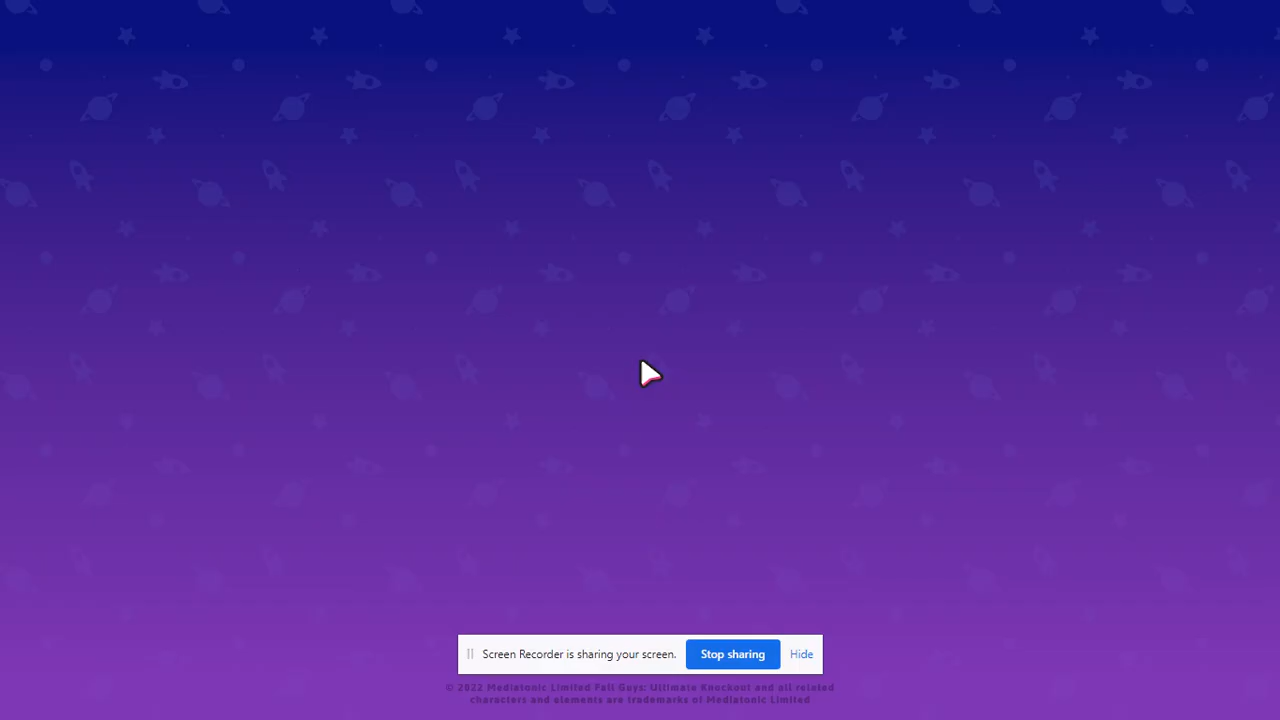 Screen Recorder is sharing your screen. Stop sharing Hide
© 2022 Mediatonic Limited Fall Guys: Ultimate Knockout and all related
characters and elements are trademarks of Mediatonic Limited